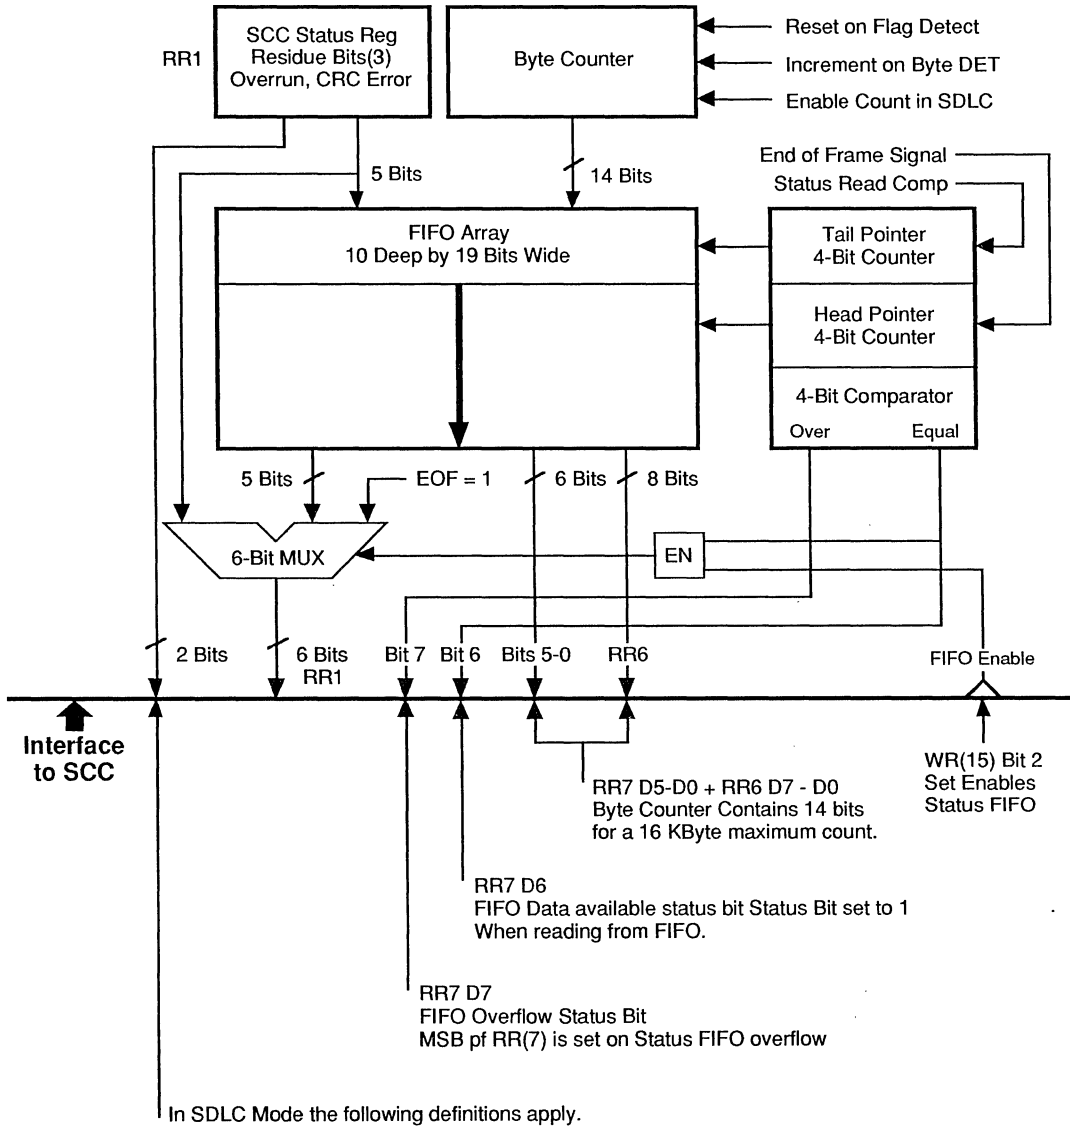 RR1
SCC Status Reg
Residue Bits(3)
Overrun, CRC Error
Byte Counter
Reset on Flag Detect
Increment on Byte DET
Enable Count in SDLC
5 Bits
14 Bits
End of Frame Signal
Status Read Comp
FIFO Array
10 Deep by 19 Bits Wide
Tail Pointer
4-Bit Counter
Head Pointer
4-Bit Counter
4-Bit Comparator
Over
Equal
5 Bits
EOF = 1
6 Bits
8 Bits
6-Bit MUX
EN
2 Bits
6 Bits
RR1
Bit 7
Bit 6
Bits 5-0
RR6
FIFO Enable
Interface
to SCC
WR(15) Bit 2
Set Enables
Status FIFO
RR7 D5-D0 + RR6 D7 - D0
Byte Counter Contains 14 bits
for a 16 KByte maximum count.
RR7 D6
FIFO Data available status bit Status Bit set to 1
When reading from FIFO.
RR7 D7
FIFO Overflow Status Bit
MSB pf RR(7) is set on Status FIFO overflow
In SDLC Mode the following definitions apply.